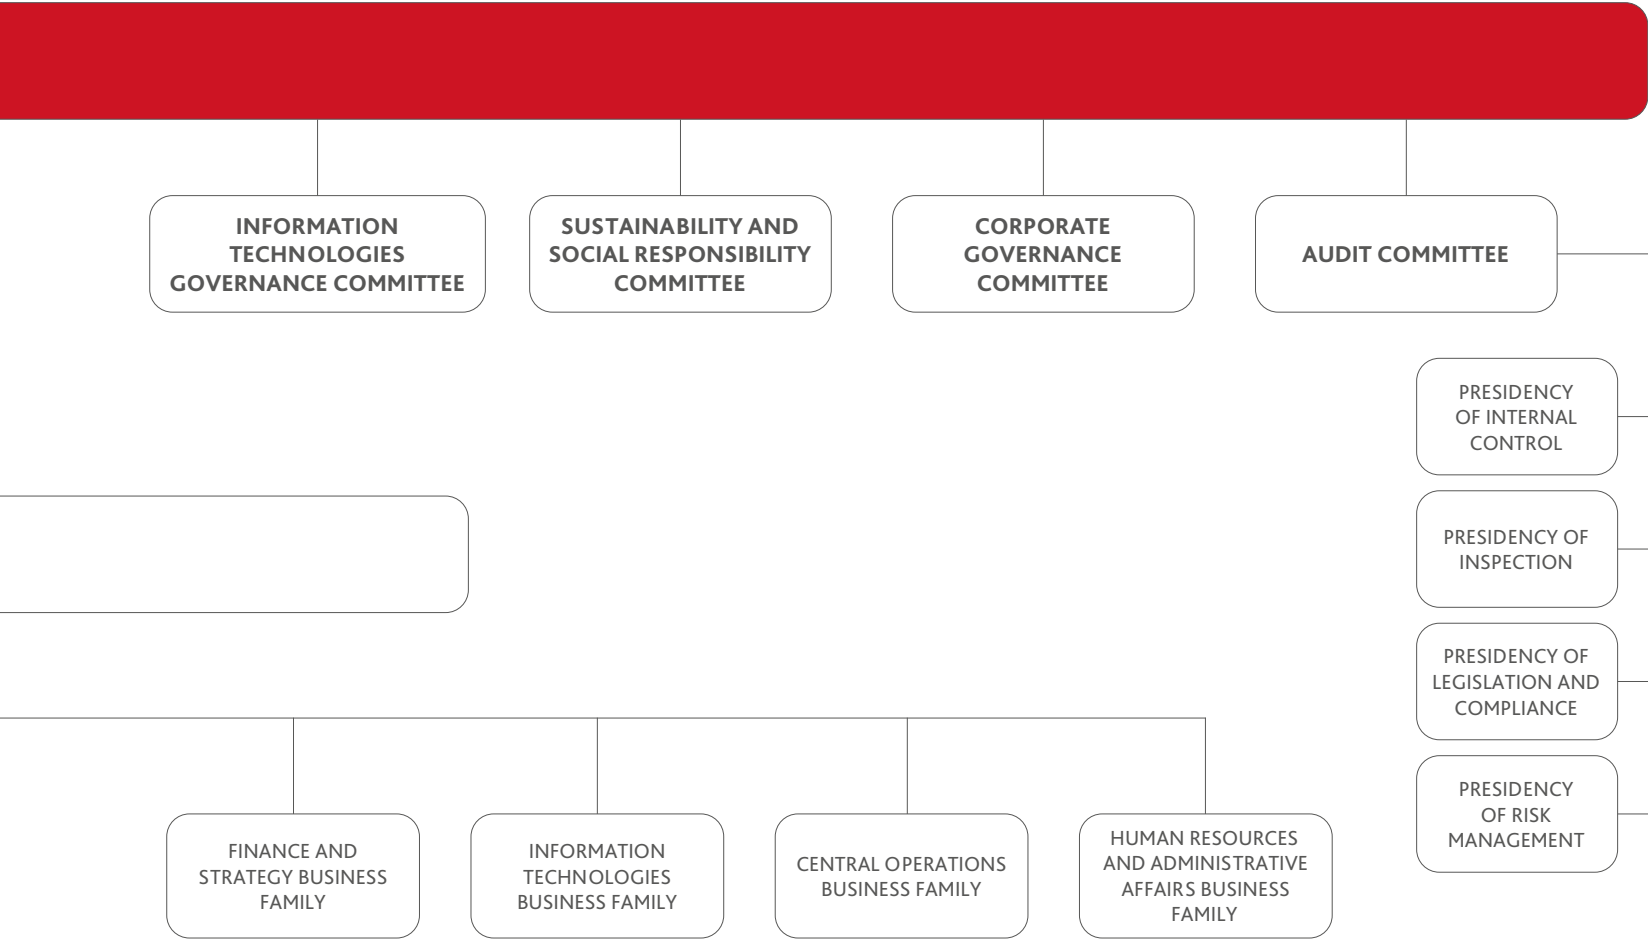 INFORMATION
TECHNOLOGIES
GOVERNANCE COMMITTEE
SUSTAINABILITY AND
SOCIAL RESPONSIBILITY
COMMITTEE
CORPORATE
GOVERNANCE
COMMITTEE
AUDIT COMMITTEE
PRESIDENCY
OF INTERNAL
CONTROL
PRESIDENCY OF
INSPECTION
PRESIDENCY OF
LEGISLATION AND
COMPLIANCE
PRESIDENCY
OF RISK
MANAGEMENT
FINANCE AND
STRATEGY BUSINESS
FAMILY
INFORMATION
TECHNOLOGIES
BUSINESS FAMILY
CENTRAL OPERATIONS
BUSINESS FAMILY
HUMAN RESOURCES
AND ADMINISTRATIVE
AFFAIRS BUSINESS
FAMILY